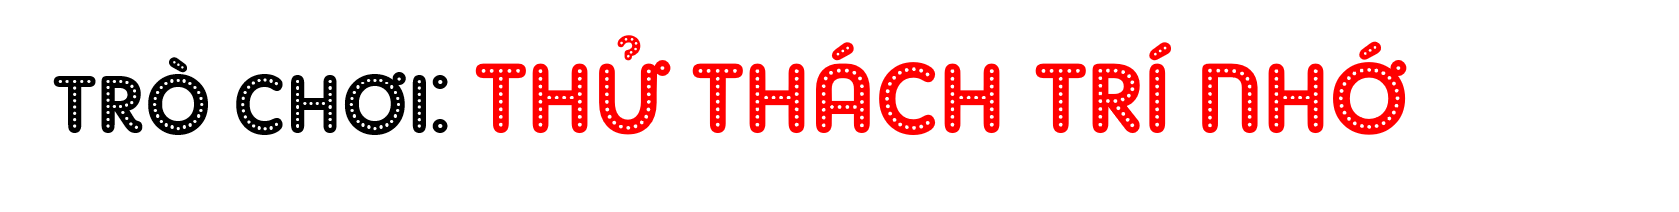 TRÒ CHƠI: THỬ THÁCH TRÍ NHỚ